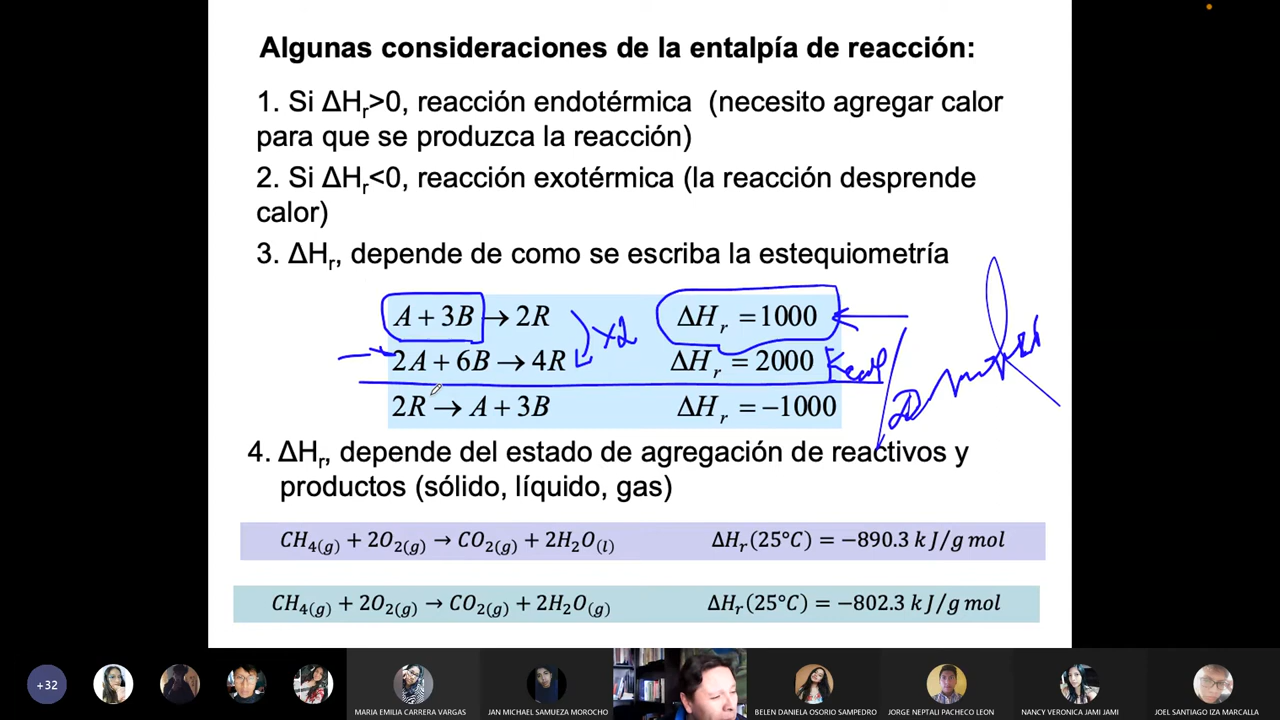 Algunas consideraciones de la entalpía de reacción:
1. Si ΔHr>0, reacción endotérmica (necesito agregar calor
para que se produzca la reacción)
2. Si ΔHr<0, reacción exotérmica (la reacción desprende
calor)
3. ΔHr, depende de como se escriba la estequiometría
A + 3B → 2R ΔHr = 1000
x2
2A + 6B → 4R ΔHr = 2000
2R → A + 3B ΔHr = −1000
4. ΔHr, depende del estado de agregación de reactivos y
productos (sólido, líquido, gas)
CH4(g) + 2O2(g) → CO2(g) + 2H2O(l) ΔHr(25°C) = −890.3 kJ/g mol
CH4(g) + 2O2(g) → CO2(g) + 2H2O(g) ΔHr(25°C) = −802.3 kJ/g mol
+32
MARIA EMILIA CARRERA VARGAS
JAN MICHAEL SAMUEZA MOROCHO
BELEN DANIELA OSORIO SAMPEDRO
JORGE NEPTALI PACHECO LEON
NANCY VERONICA JAMI JAMI
JOEL SANTIAGO IZA MARCALLA